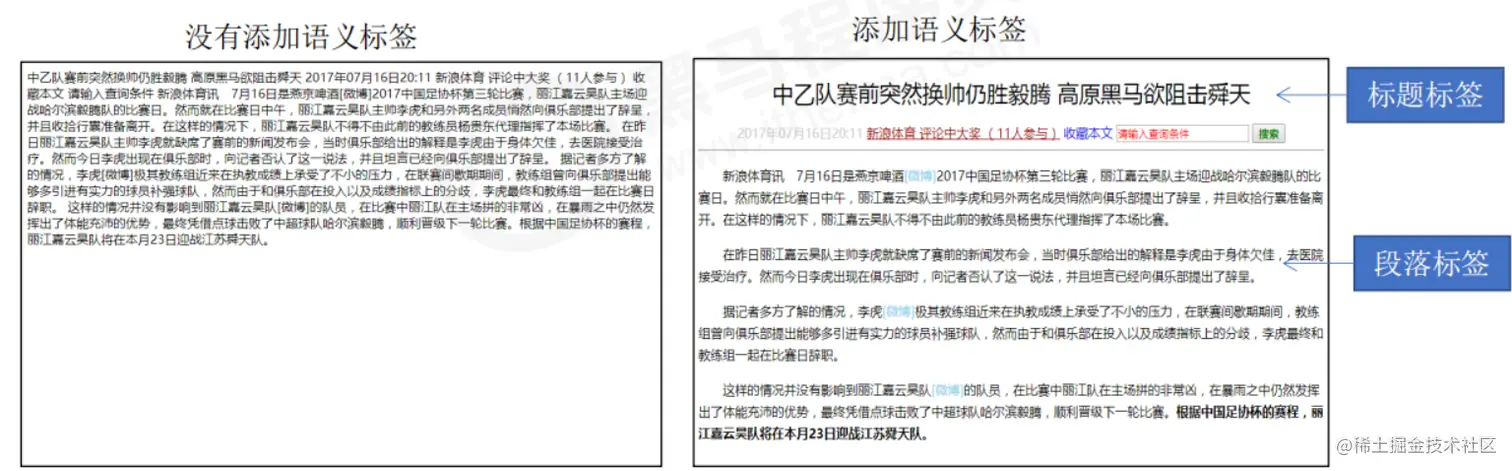 没有添加语义标签
中乙队赛前突然换帅仍胜毅腾 高原黑马欲阻击舜天 2017年07月16日20:11 新浪体育 评论中大奖（11人参与）收
藏本文 请输入查询条件 新浪体育讯　7月16日是燕京啤酒[微博]2017中国足协杯第三轮比赛，丽江嘉云昊队主场迎
战哈尔滨毅腾队的比赛日。然而就在比赛日中午，丽江嘉云昊队主帅李虎和另外两名成员悄然向俱乐部提出了辞呈，
并且收拾行囊准备离开。在这样的情况下，丽江嘉云昊队不得不由此前的教练员杨贵东代理指挥了本场比赛。 在昨
日丽江嘉云昊队主帅李虎就缺席了赛前的新闻发布会，当时俱乐部给出的解释是李虎由于身体欠佳，去医院接受治
疗。然而今日李虎出现在俱乐部时，向记者否认了这一说法，并且坦言已经向俱乐部提出了辞呈。 据记者多方了解
的情况，李虎[微博]极其教练组近来在执教成绩上承受了不小的压力，在联赛间歇期期间，教练组曾向俱乐部提出能
够多引进有实力的球员补强球队，然而由于和俱乐部在投入以及成绩指标上的分歧，李虎最终和教练组一起在比赛日
辞职。 这样的情况并没有影响到丽江嘉云昊队[微博]的队员，在比赛中丽江队在主场拼的非常凶，在暴雨之中仍然发
挥出了体能充沛的优势，最终凭借点球击败了中超球队哈尔滨毅腾，顺利晋级下一轮比赛。根据中国足协杯的赛程，
丽江嘉云昊队将在本月23日迎战江苏舜天队。
添加语义标签
中乙队赛前突然换帅仍胜毅腾 高原黑马欲阻击舜天
2017年07月16日20:11 新浪体育 评论中大奖（11人参与） 收藏本文 请输入查询条件 搜索
新浪体育讯　7月16日是燕京啤酒[微博]2017中国足协杯第三轮比赛，丽江嘉云昊队主场迎战哈尔滨毅腾队的比
赛日。然而就在比赛日中午，丽江嘉云昊队主帅李虎和另外两名成员悄然向俱乐部提出了辞呈，并且收拾行囊准备离
开。在这样的情况下，丽江嘉云昊队不得不由此前的教练员杨贵东代理指挥了本场比赛。
在昨日丽江嘉云昊队主帅李虎就缺席了赛前的新闻发布会，当时俱乐部给出的解释是李虎由于身体欠佳，去医院
接受治疗。然而今日李虎出现在俱乐部时，向记者否认了这一说法，并且坦言已经向俱乐部提出了辞呈。
据记者多方了解的情况，李虎[微博]极其教练组近来在执教成绩上承受了不小的压力，在联赛间歇期期间，教练
组曾向俱乐部提出能够多引进有实力的球员补强球队，然而由于和俱乐部在投入以及成绩指标上的分歧，李虎最终和
教练组一起在比赛日辞职。
这样的情况并没有影响到丽江嘉云昊队[微博]的队员，在比赛中丽江队在主场拼的非常凶，在暴雨之中仍然发挥
出了体能充沛的优势，最终凭借点球击败了中超球队哈尔滨毅腾，顺利晋级下一轮比赛。根据中国足协杯的赛程，丽
江嘉云昊队将在本月23日迎战江苏舜天队。
标题标签
段落标签
@稀土掘金技术社区